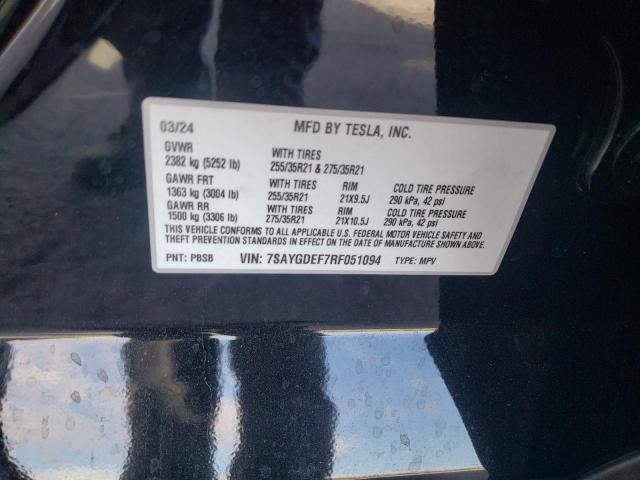 03/24 MFD BY TESLA, INC.
GVWR WITH TIRES
2382 kg (5252 lb) 255/35R21 & 275/35R21
GAWR FRT WITH TIRES RIM COLD TIRE PRESSURE
1363 kg (3004 lb) 255/35R21 21X9.5J 290 kPa, 42 psi
GAWR RR WITH TIRES RIM COLD TIRE PRESSURE
1500 kg (3306 lb) 275/35R21 21X10.5J 290 kPa, 42 psi
THIS VEHICLE CONFORMS TO ALL APPLICABLE U.S. FEDERAL MOTOR VEHICLE SAFETY AND
THEFT PREVENTION STANDARDS IN EFFECT ON THE DATE OF MANUFACTURE SHOWN ABOVE.
PNT: PBSB VIN: 7SAYGDEF7RF051094 TYPE: MPV